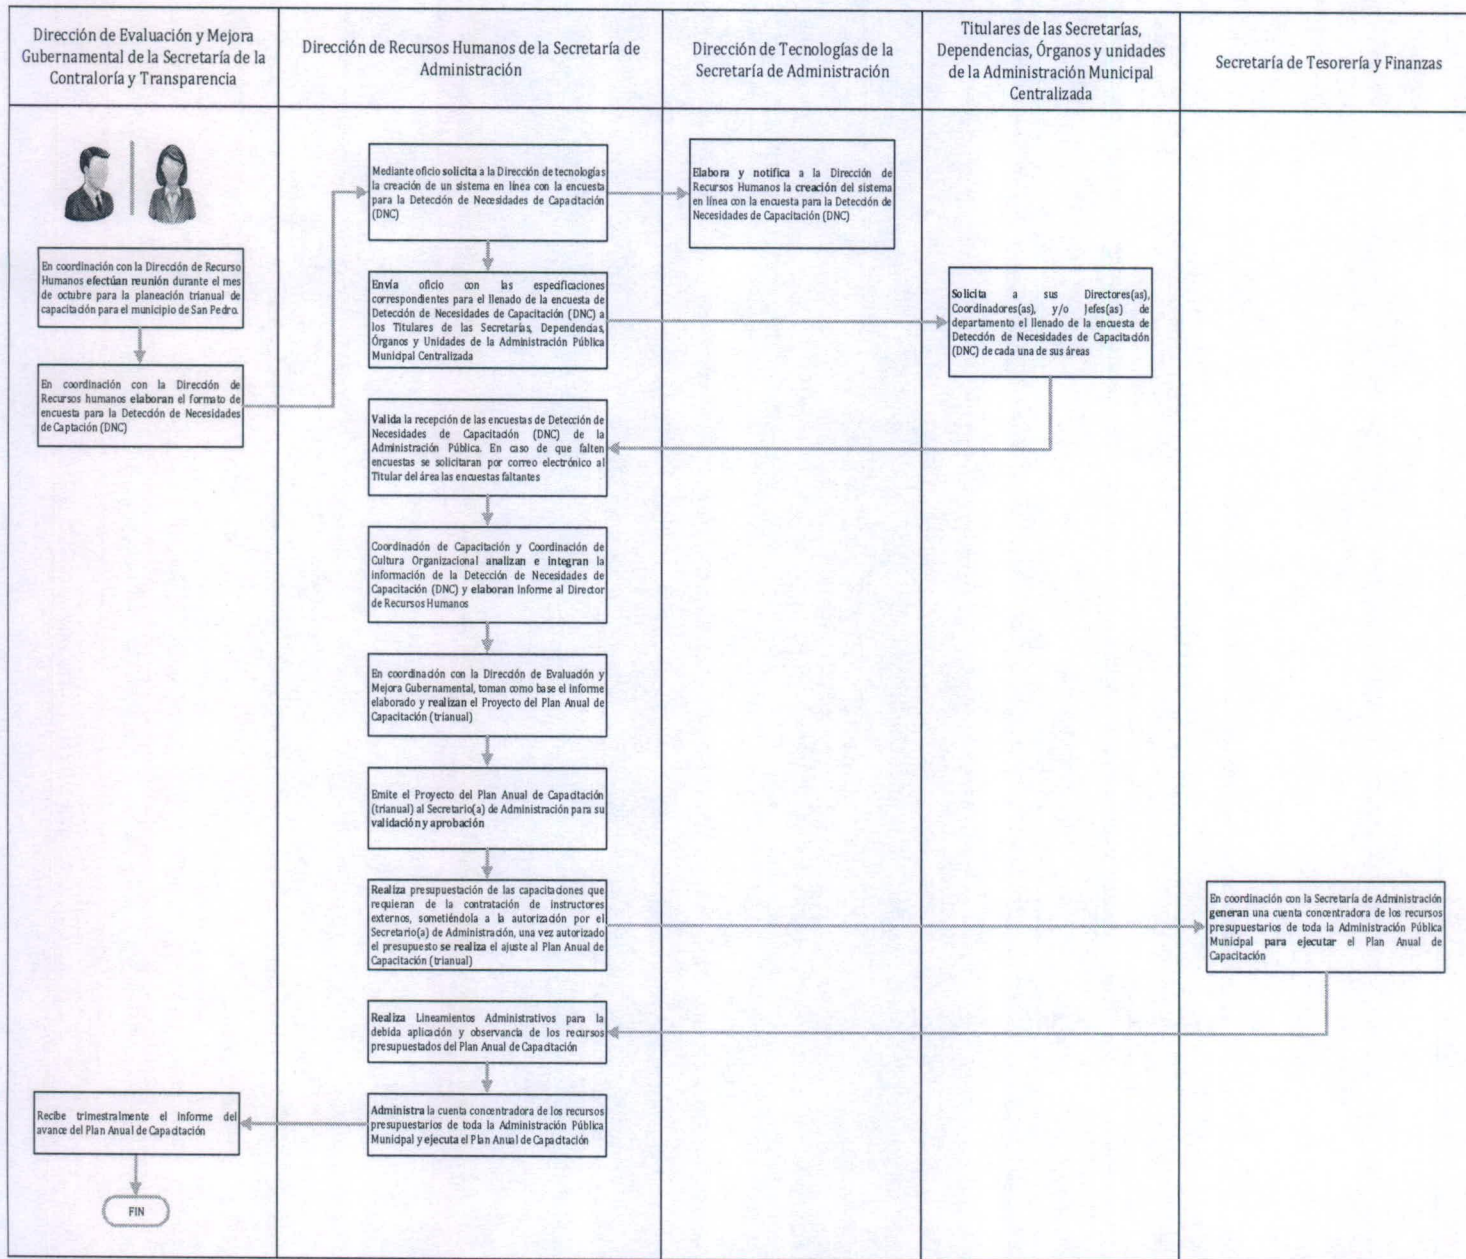 Dirección de Evaluación y Mejora
Gubernamental de la Secretaría de la
Contraloría y Transparencia
Dirección de Recursos Humanos de la Secretaría de
Administración
Dirección de Tecnologías de la
Secretaría de Administración
Titulares de las Secretarías,
Dependencias, Órganos y unidades
de la Administración Municipal
Centralizada
Secretaría de Tesorería y Finanzas
En coordinación con la Dirección de Recurso
Humanos efectúan reunión durante el mes
de octubre para la planeación trianual de
capacitación para el municipio de San Pedro.
En coordinación con la Dirección de
Recursos humanos elaboran el formato de
encuesta para la Detección de Necesidades
de Captación (DNC)
Mediante oficio solicita a la Dirección de tecnologías
la creación de un sistema en línea con la encuesta
para la Detección de Necesidades de Capacitación
(DNC)
Elabora y notifica a la Dirección de
Recursos Humanos la creación del sistema
en línea con la encuesta para la Detección de
Necesidades de Capacitación (DNC)
Envía oficio con las especificaciones
correspondientes para el llenado de la encuesta de
Detección de Necesidades de Capacitación (DNC) a
los Titulares de las Secretarías, Dependencias,
Órganos y Unidades de la Administración Pública
Municipal Centralizada
Solicita a sus Directores(as),
Coordinadores(as), y/o Jefes(as) de
departamento el llenado de la encuesta de
Detección de Necesidades de Capacitación
(DNC) de cada una de sus áreas
Valida la recepción de las encuestas de Detección de
Necesidades de Capacitación (DNC) de la
Administración Pública. En caso de que falten
encuestas se solicitaran por correo electrónico al
Titular del área las encuestas faltantes
Coordinación de Capacitación y Coordinación de
Cultura Organizacional analizan e integran la
información de la Detección de Necesidades de
Capacitación (DNC) y elaboran informe al Director
de Recursos Humanos
En coordinación con la Dirección de Evaluación y
Mejora Gubernamental, toman como base el informe
elaborado y realizan el Proyecto del Plan Anual de
Capacitación (trianual)
Emite el Proyecto del Plan Anual de Capacitación
(trianual) al Secretario(a) de Administración para su
validación y aprobación
Realiza presupuestación de las capacitaciones que
requieran de la contratación de instructores
externos, sometiéndola a la autorización por el
Secretario(a) de Administración, una vez autorizado
el presupuesto se realiza el ajuste al Plan Anual de
Capacitación (trianual)
En coordinación con la Secretaría de Administración
generan una cuenta concentradora de los recursos
presupuestarios de toda la Administración Pública
Municipal para ejecutar el Plan Anual de
Capacitación
Realiza Lineamientos Administrativos para la
debida aplicación y observancia de los recursos
presupuestados del Plan Anual de Capacitación
Administra la cuenta concentradora de los recursos
presupuestarios de toda la Administración Pública
Municipal y ejecuta el Plan Anual de Capacitación
Recibe trimestralmente el informe del
avance del Plan Anual de Capacitación
FIN